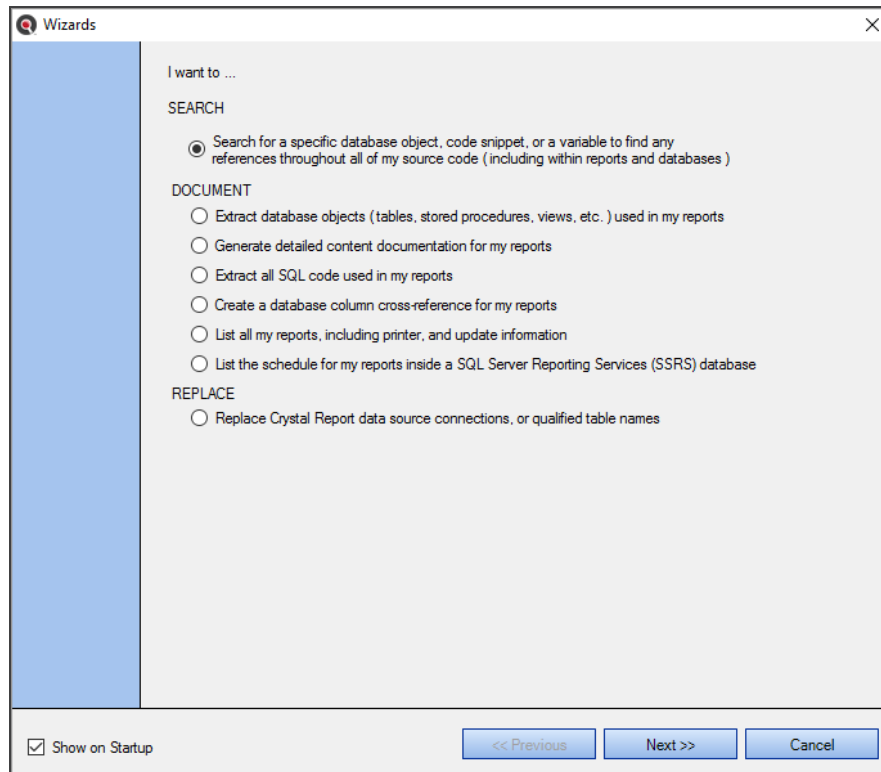 Wizards
I want to ...
SEARCH
Search for a specific database object, code snippet, or a variable to find any
references throughout all of my source code ( including within reports and databases )
DOCUMENT
Extract database objects ( tables, stored procedures, views, etc. ) used in my reports
Generate detailed content documentation for my reports
Extract all SQL code used in my reports
Create a database column cross-reference for my reports
List all my reports, including printer, and update information
List the schedule for my reports inside a SQL Server Reporting Services (SSRS) database
REPLACE
Replace Crystal Report data source connections, or qualified table names
Show on Startup
<< Previous
Next >>
Cancel